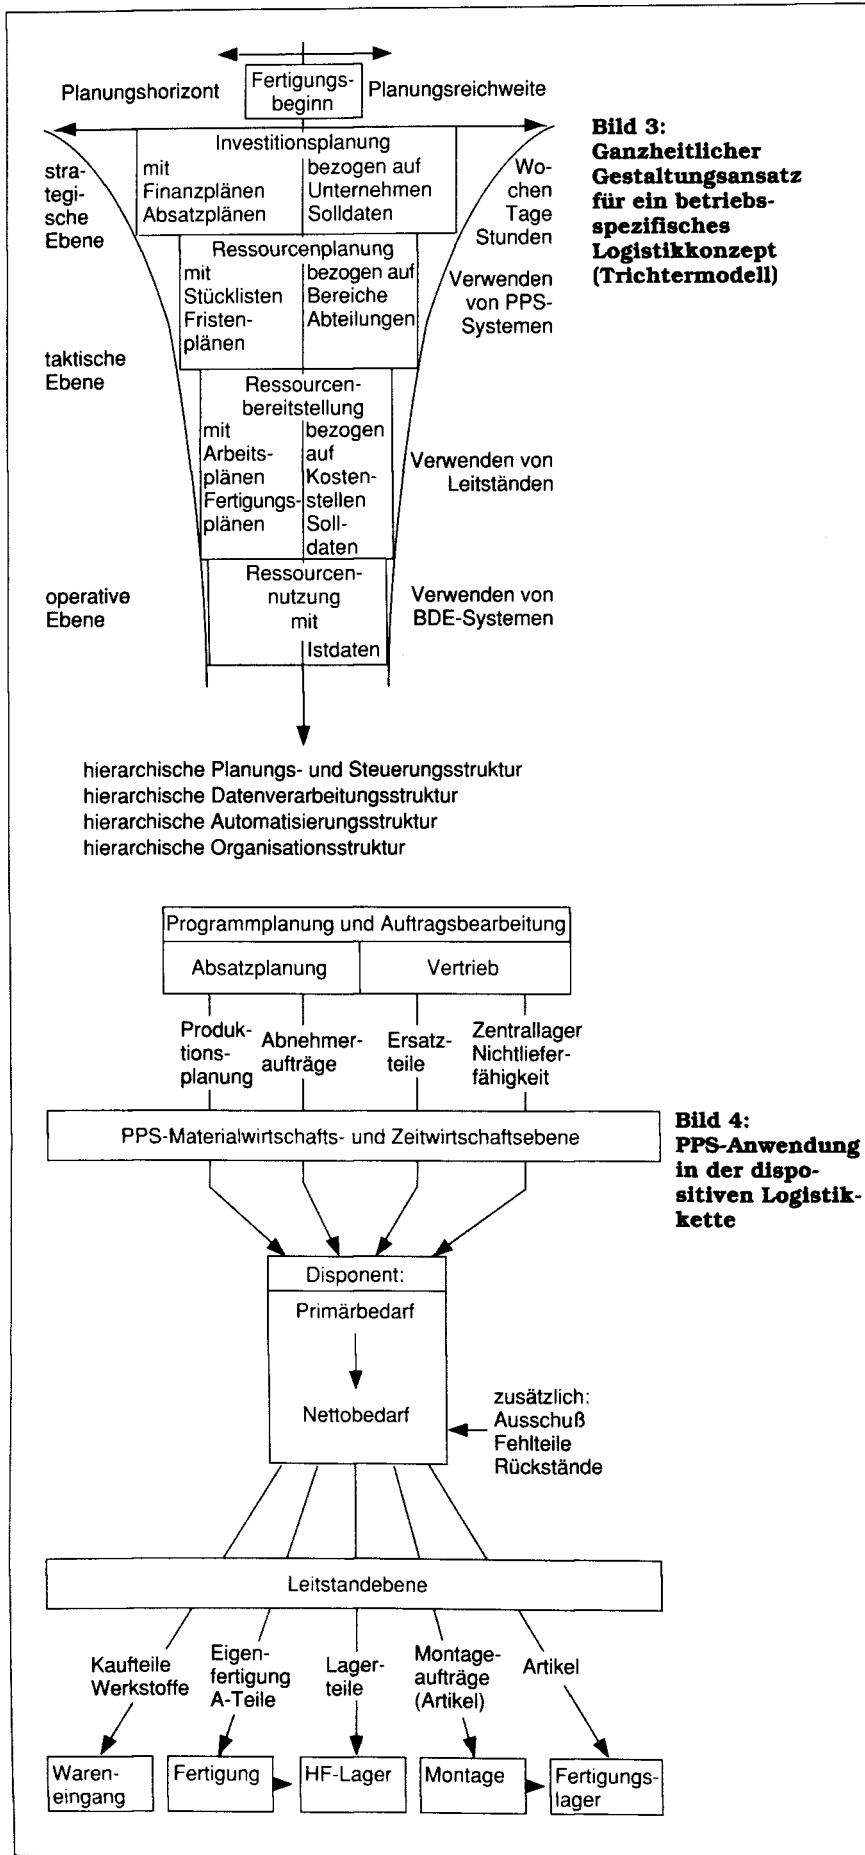 Planungshorizont
Fertigungs-
beginn
Planungsreichweite
Bild 3:
Ganzheitlicher
Gestaltungsansatz
für ein betriebs-
spezifisches
Logistikkonzept
(Trichtermodell)
stra-
tegi-
sche
Ebene
Investitionsplanung
mit
Finanzplänen
Absatzplänen
bezogen auf
Unternehmen
Solldaten
Wo-
chen
Tage
Stunden
Ressourcenplanung
mit
Stücklisten
Fristen-
plänen
bezogen auf
Bereiche
Abteilungen
Verwenden
von PPS-
Systemen
taktische
Ebene
Ressourcen-
bereitstellung
mit
Arbeits-
plänen
Fertigungs-
plänen
bezogen
auf
Kosten-
stellen
Soll-
daten
Verwenden von
Leitständen
operative
Ebene
Ressourcen-
nutzung
mit
Istdaten
Verwenden von
BDE-Systemen
hierarchische Planungs- und Steuerungsstruktur
hierarchische Datenverarbeitungsstruktur
hierarchische Automatisierungsstruktur
hierarchische Organisationsstruktur
Programmplanung und Auftragsbearbeitung
Absatzplanung
Vertrieb
Produk-
tions-
planung
Abnehmer-
aufträge
Ersatz-
teile
Zentrallager
Nichtliefer-
fähigkeit
PPS-Materialwirtschafts- und Zeitwirtschaftsebene
Bild 4:
PPS-Anwendung
in der dispo-
sitiven Logistik-
kette
Disponent:
Primärbedarf
Nettobedarf
zusätzlich:
Ausschuß
Fehlteile
Rückstände
Leitstandebene
Kaufteile
Werkstoffe
Eigen-
fertigung
A-Teile
Lager-
teile
Montage-
aufträge
(Artikel)
Artikel
Waren-
eingang
Fertigung
HF-Lager
Montage
Fertigungs-
lager